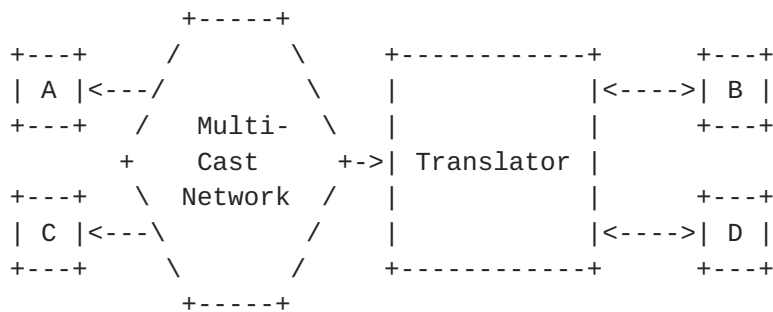 +-----+
+---+     /       \     +------------+      +---+
| A |<---/         \    |            |<---->| B |
+---+   /   Multi-  \   |            |      +---+
       +    Cast     +->| Translator |
+---+   \  Network  /   |            |      +---+
| C |<---\         /    |            |<---->| D |
+---+     \       /     +------------+      +---+
           +-----+